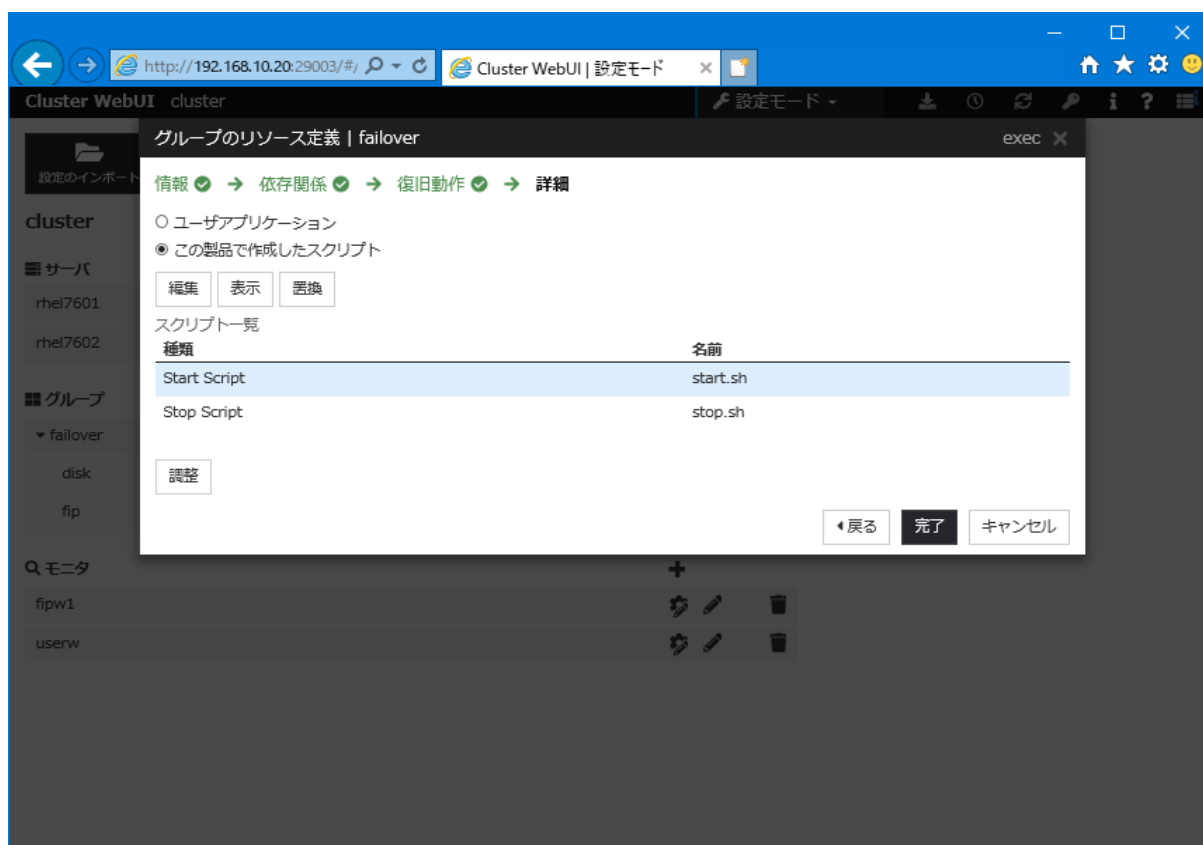 http://192.168.10.20:29003/#/
Cluster WebUI | 設定モード
Cluster WebUI cluster
設定モード
グループのリソース定義 | failover
exec
設定のインポート
情報 → 依存関係 → 復旧動作 → 詳細
cluster
ユーザアプリケーション
この製品で作成したスクリプト
サーバ
編集 表示 置換
rhel7601
スクリプト一覧
種類 名前
rhel7602
Start Script start.sh
グループ
Stop Script stop.sh
failover
disk
調整
fip
戻る 完了 キャンセル
モニタ
fipw1
userw